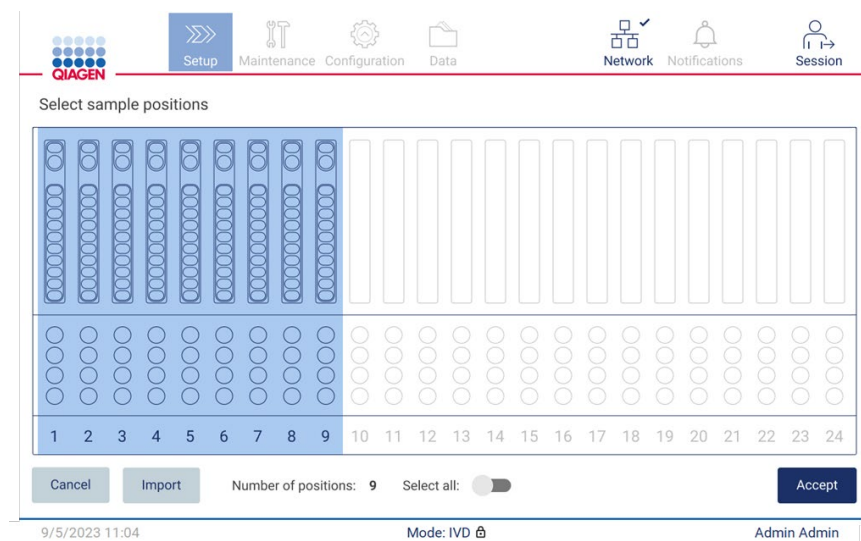 QIAGEN
Setup Maintenance Configuration Data Network Notifications Session
Select sample positions
1 2 3 4 5 6 7 8 9 10 11 12 13 14 15 16 17 18 19 20 21 22 23 24
Cancel Import Number of positions: 9 Select all: Accept
9/5/2023 11:04 Mode: IVD Admin Admin